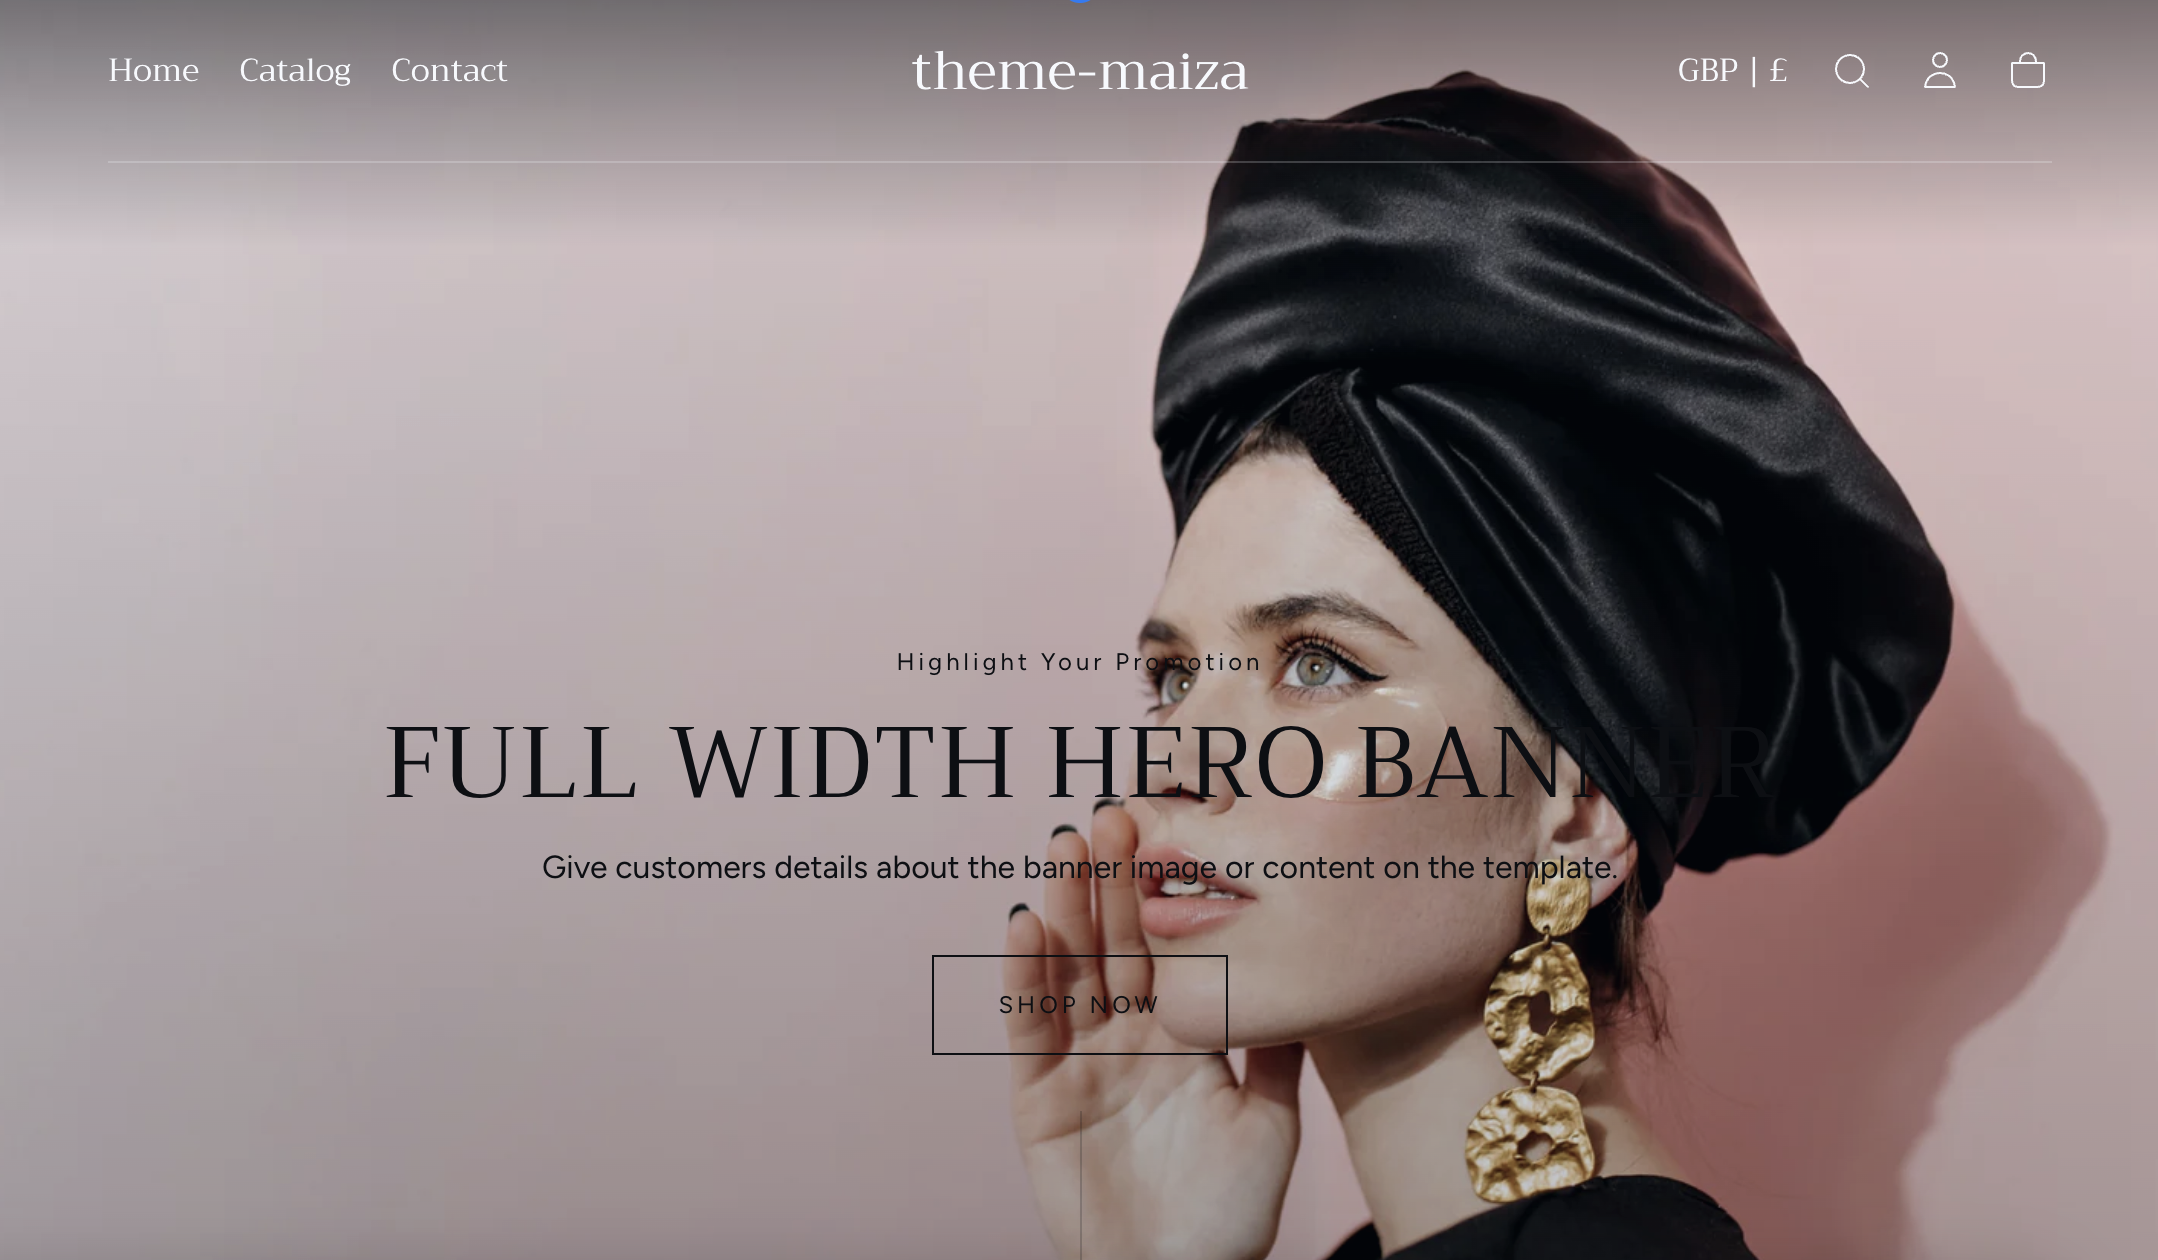 Home Catalog Contact theme-maiza GBP | £
Highlight Your Promotion
FULL WIDTH HERO BANNER
Give customers details about the banner image or content on the template.
SHOP NOW